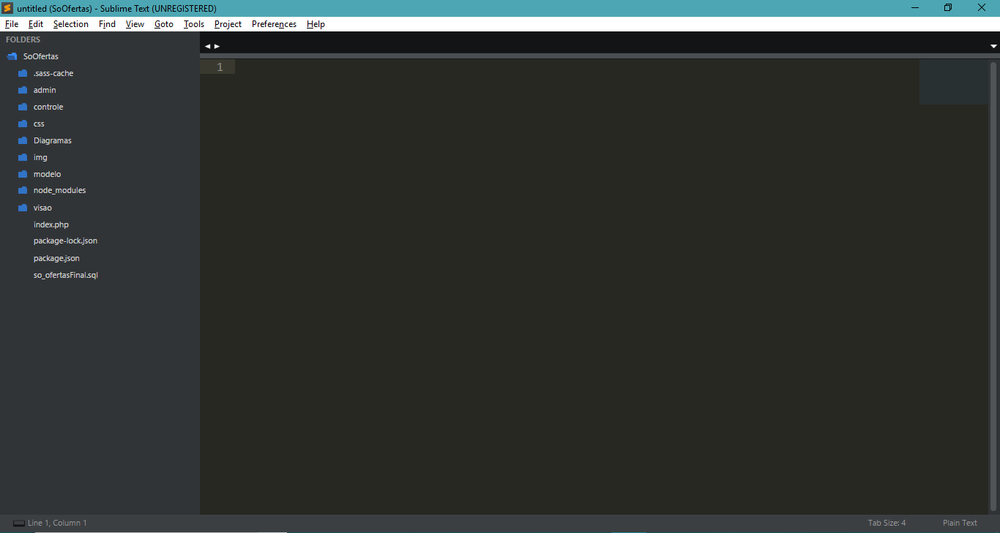 untitled (SoOfertas) - Sublime Text (UNREGISTERED)
File Edit Selection Find View Goto Tools Project Preferences Help
FOLDERS
SoOfertas
.sass-cache
admin
controle
css
Diagramas
img
modelo
node_modules
visao
index.php
package-lock.json
package.json
so_ofertasFinal.sql
1
Line 1, Column 1
Tab Size: 4
Plain Text